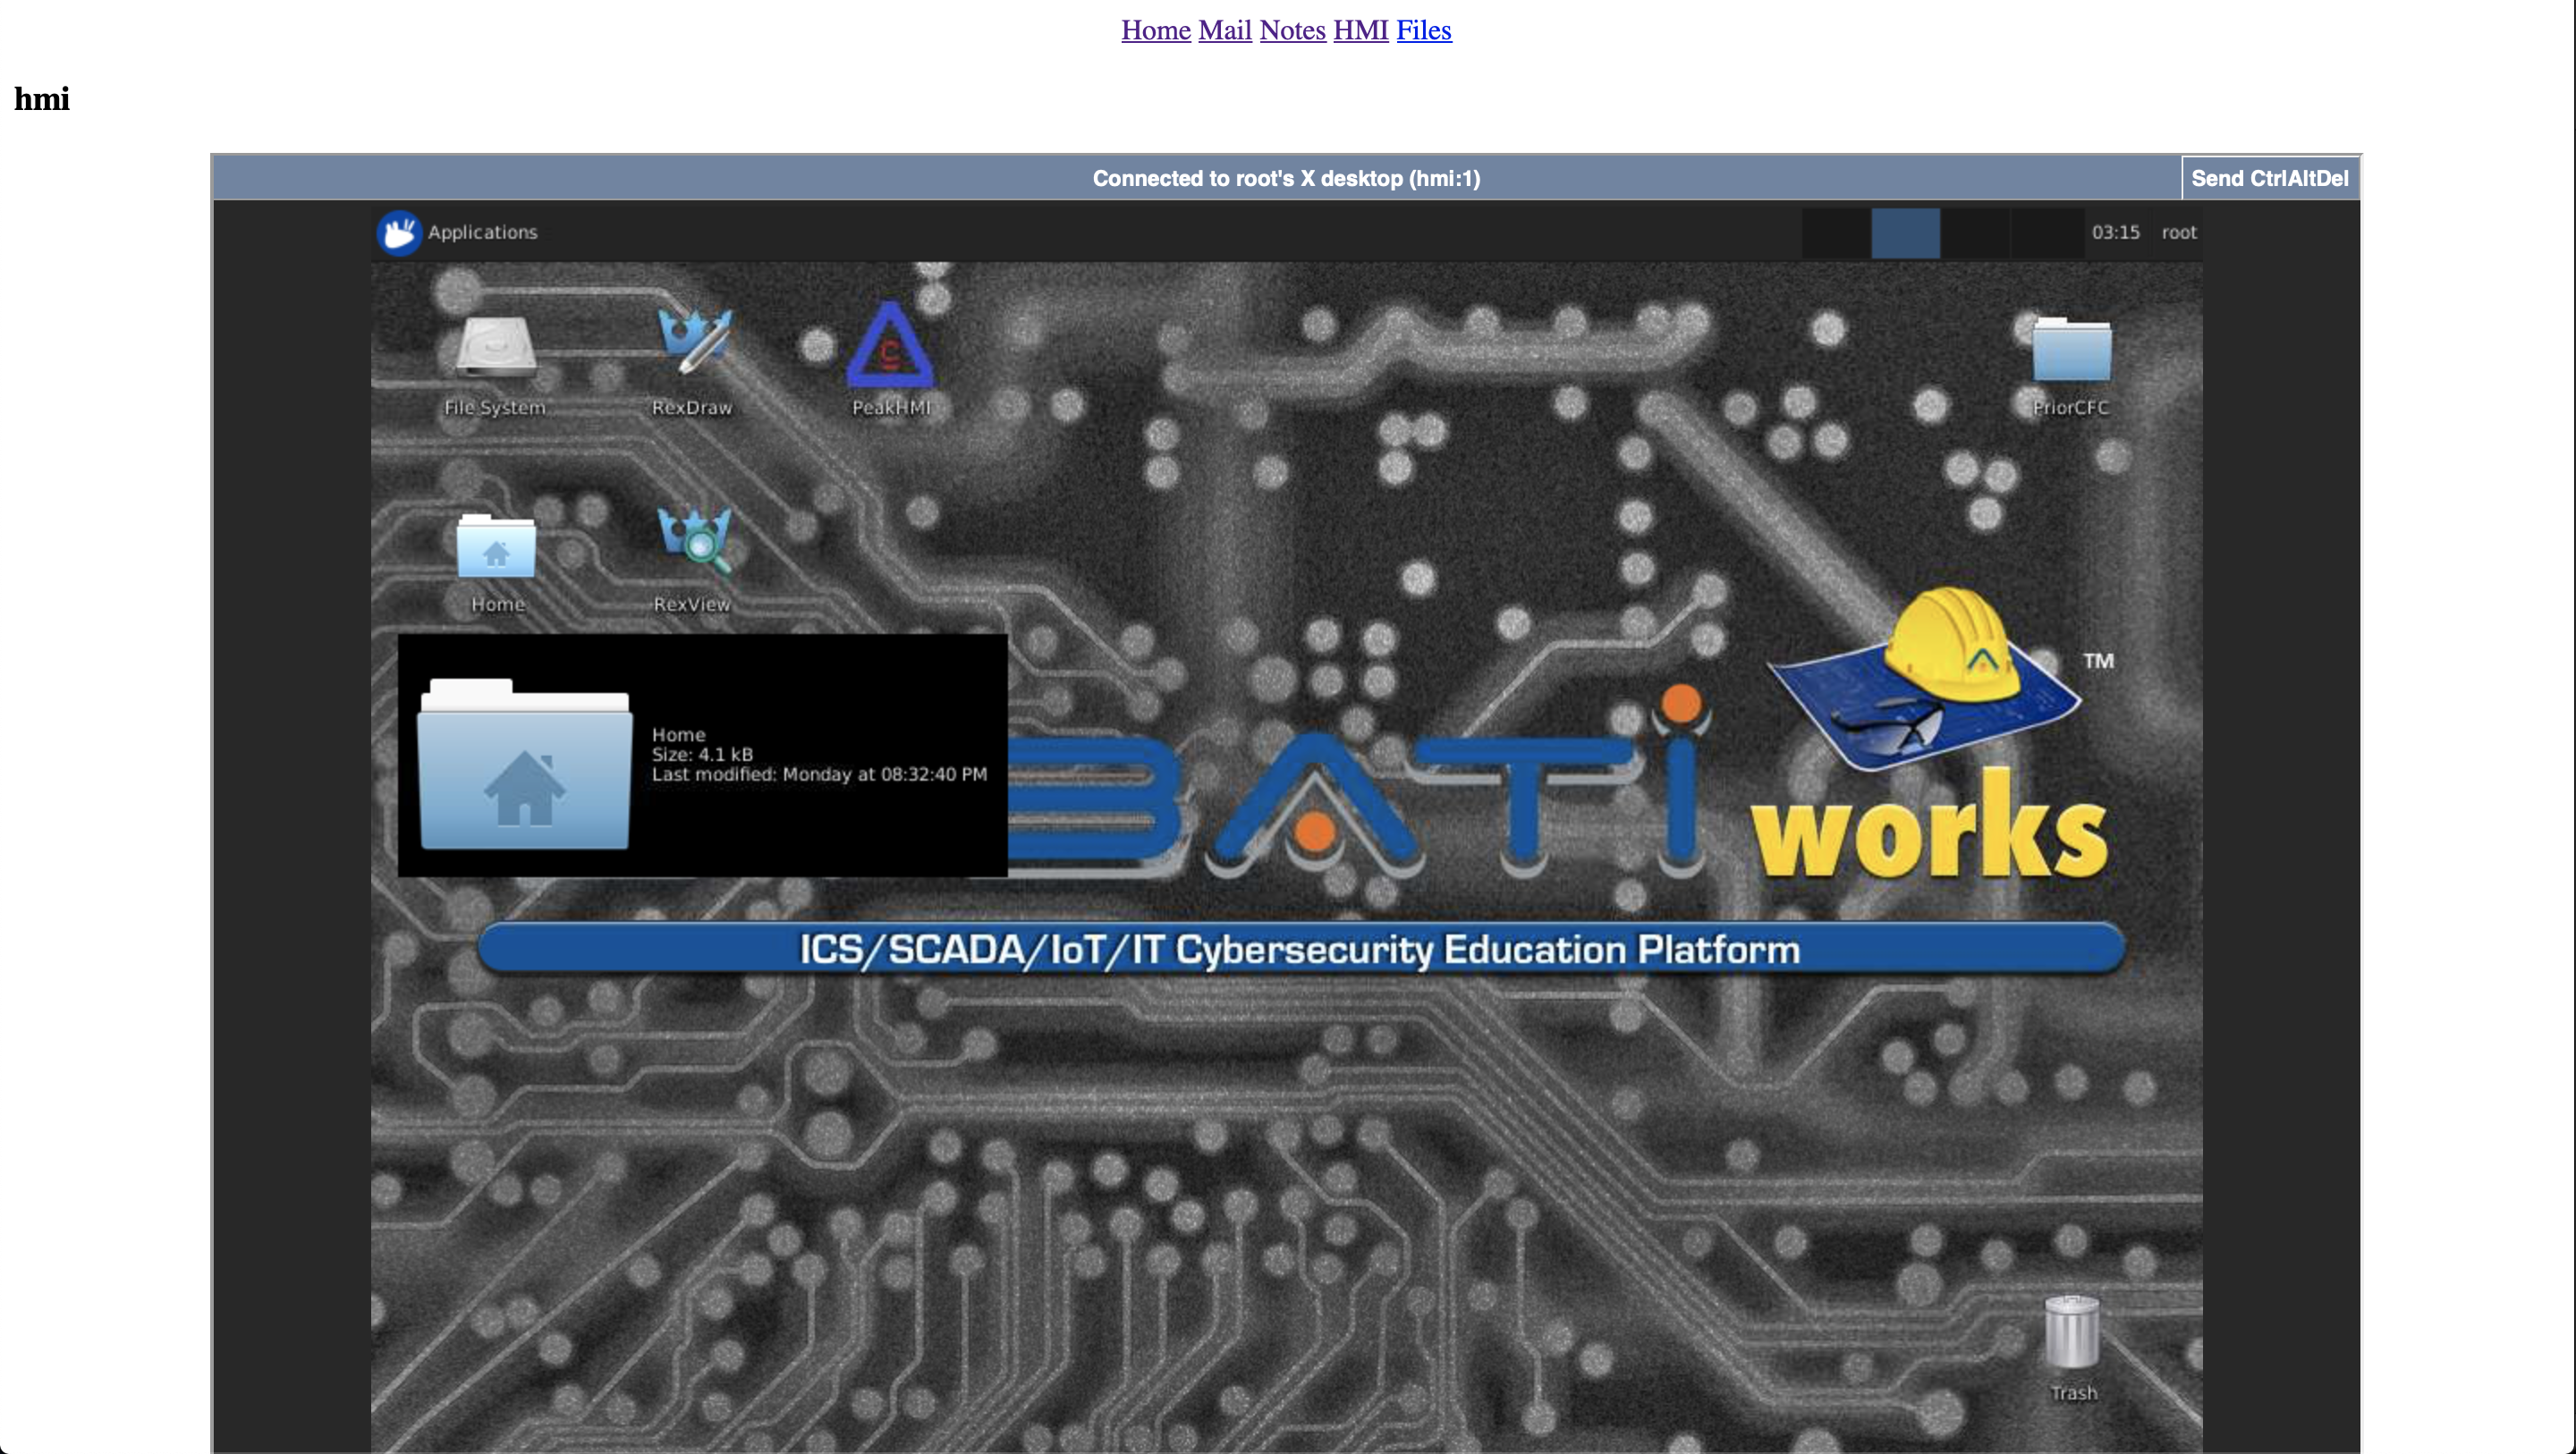 Home Mail Notes HMI Files
hmi
Connected to root's X desktop (hmi:1)
Send CtrlAltDel
Applications
03:15
root
File System
RexDraw
PeakHMI
PriorCFC
Home
RexView
Home
Size: 4.1 kB
Last modified: Monday at 08:32:40 PM
BATi
works
TM
ICS/SCADA/IoT/IT Cybersecurity Education Platform
Trash